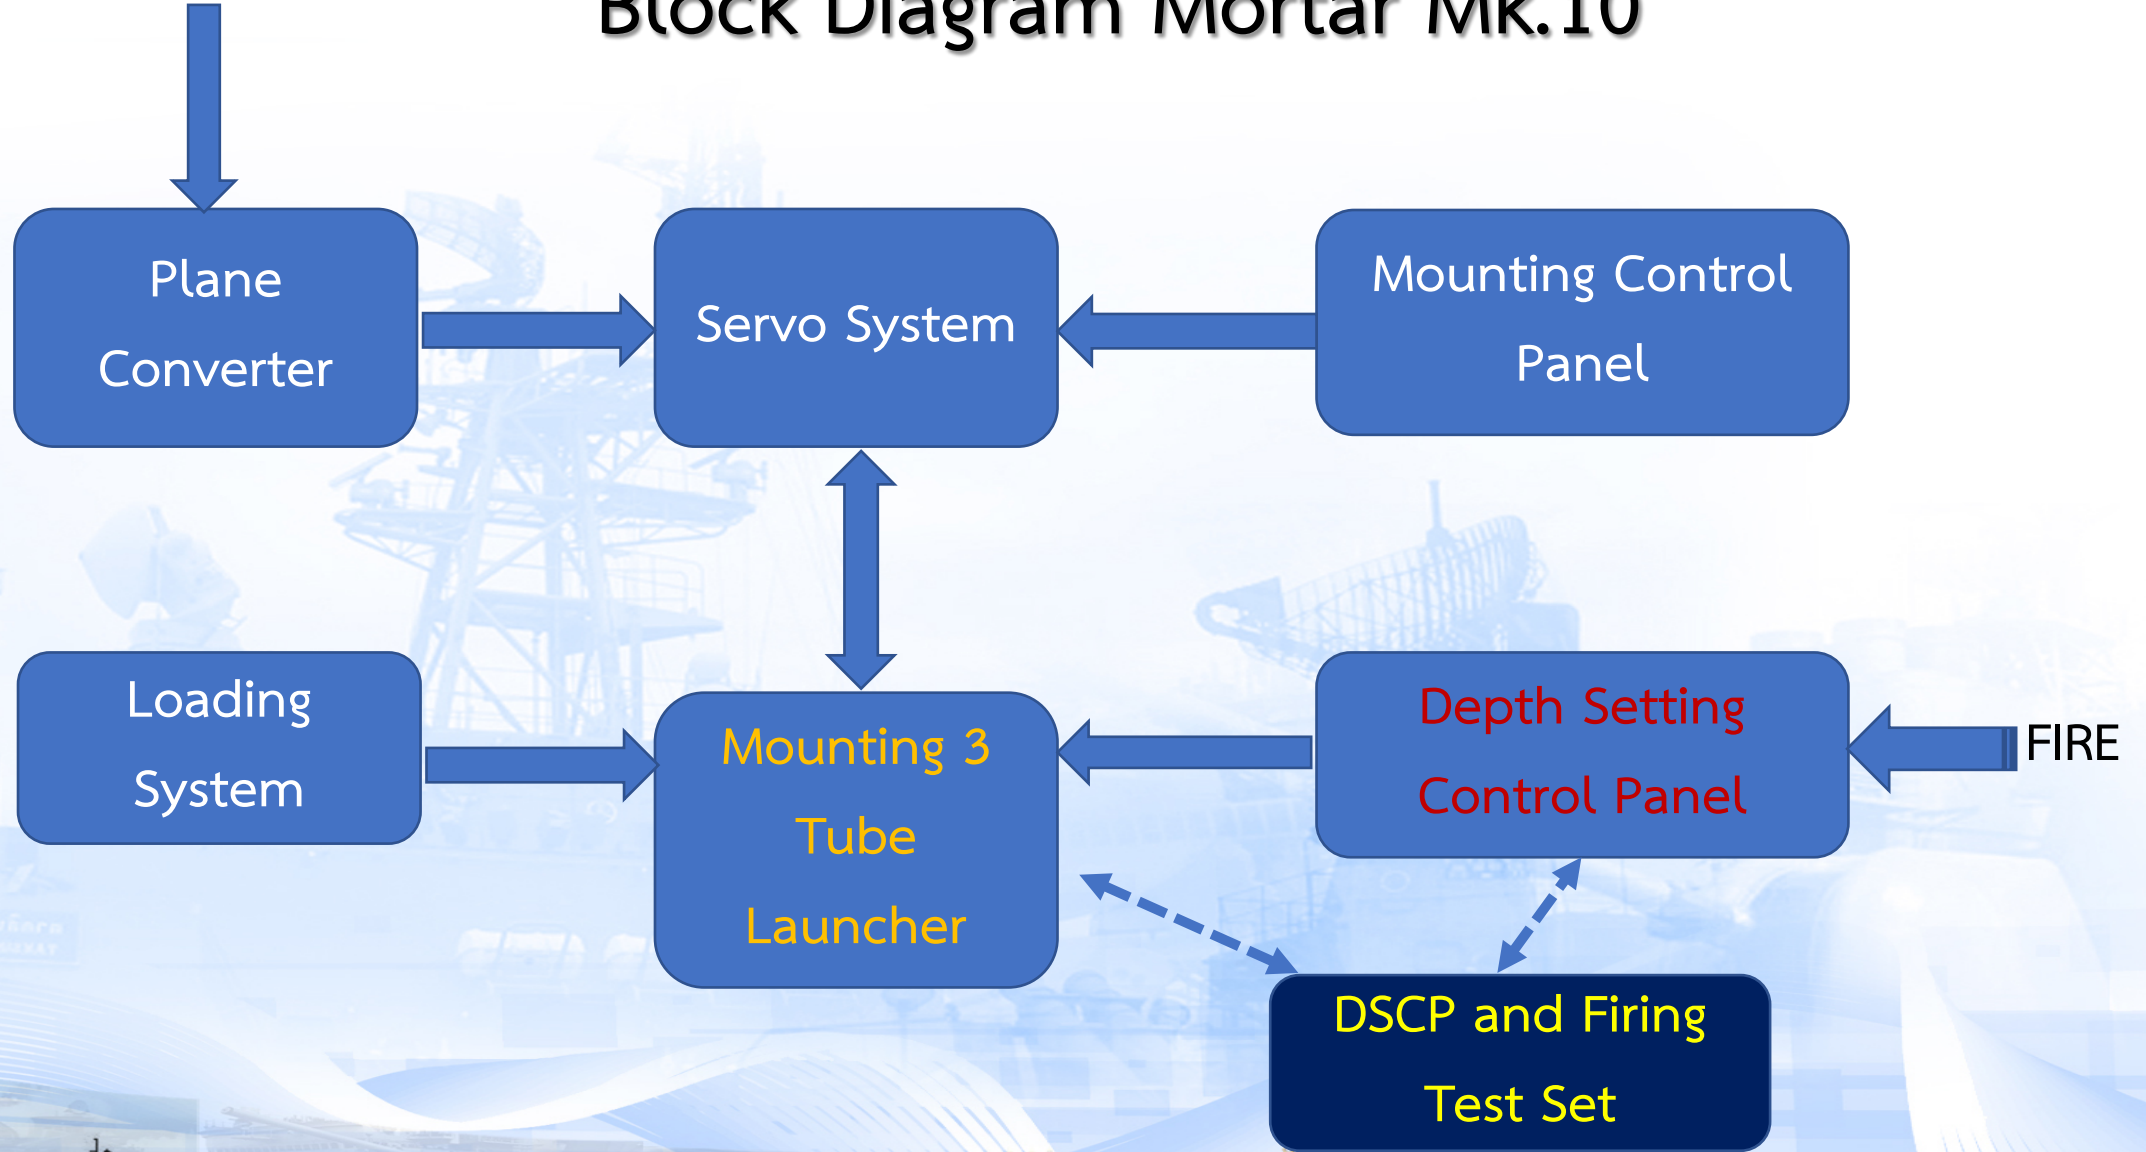 Block Diagram Mortar Mk.10
Plane
Converter
Servo System
Mounting Control
Panel
Loading
System
Mounting 3
Tube
Launcher
Depth Setting
Control Panel
FIRE
DSCP and Firing
Test Set